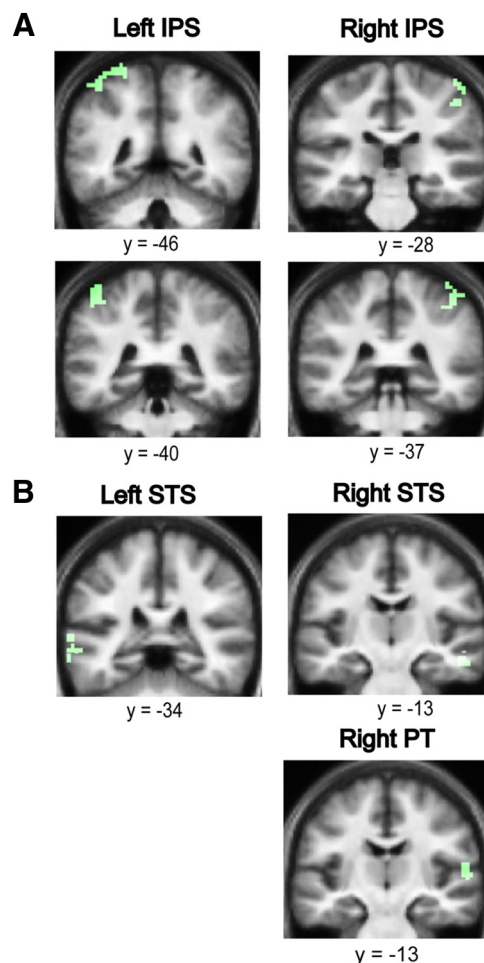 A
Left IPS
Right IPS
y = -46
y = -28
y = -40
y = -37
B
Left STS
Right STS
y = -34
y = -13
Right PT
y = -13